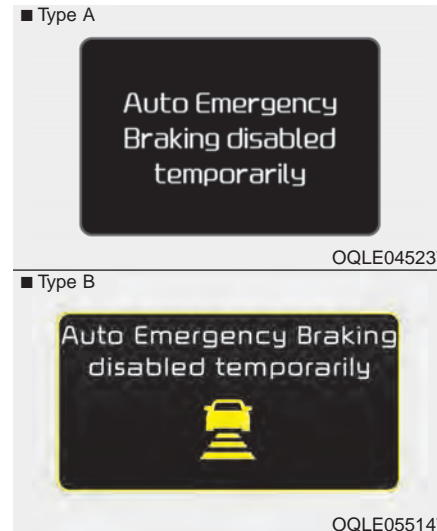 ■ Type A
Auto Emergency
Braking disabled
temporarily
OQLE04523
■ Type B
Auto Emergency Braking
disabled temporarily
OQLE05514